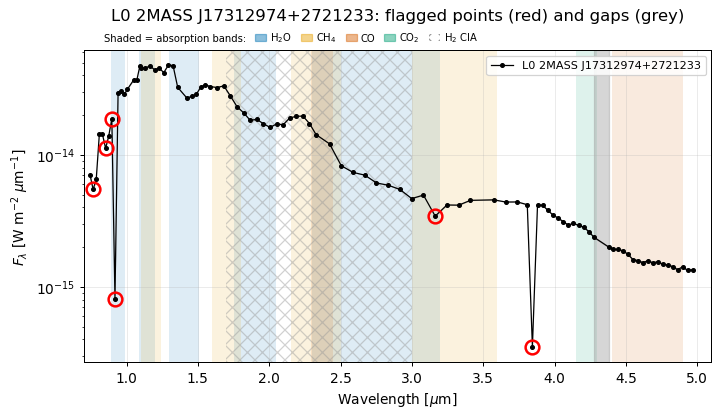 L0 2MASS J17312974+2721233: flagged points (red) and gaps (grey)
Shaded = absorption bands: H₂O CH₄ CO CO₂ H₂ CIA
L0 2MASS J17312974+2721233
10⁻¹⁴
10⁻¹⁵
F_λ [W m⁻² μm⁻¹]
1.0 1.5 2.0 2.5 3.0 3.5 4.0 4.5 5.0
Wavelength [μm]